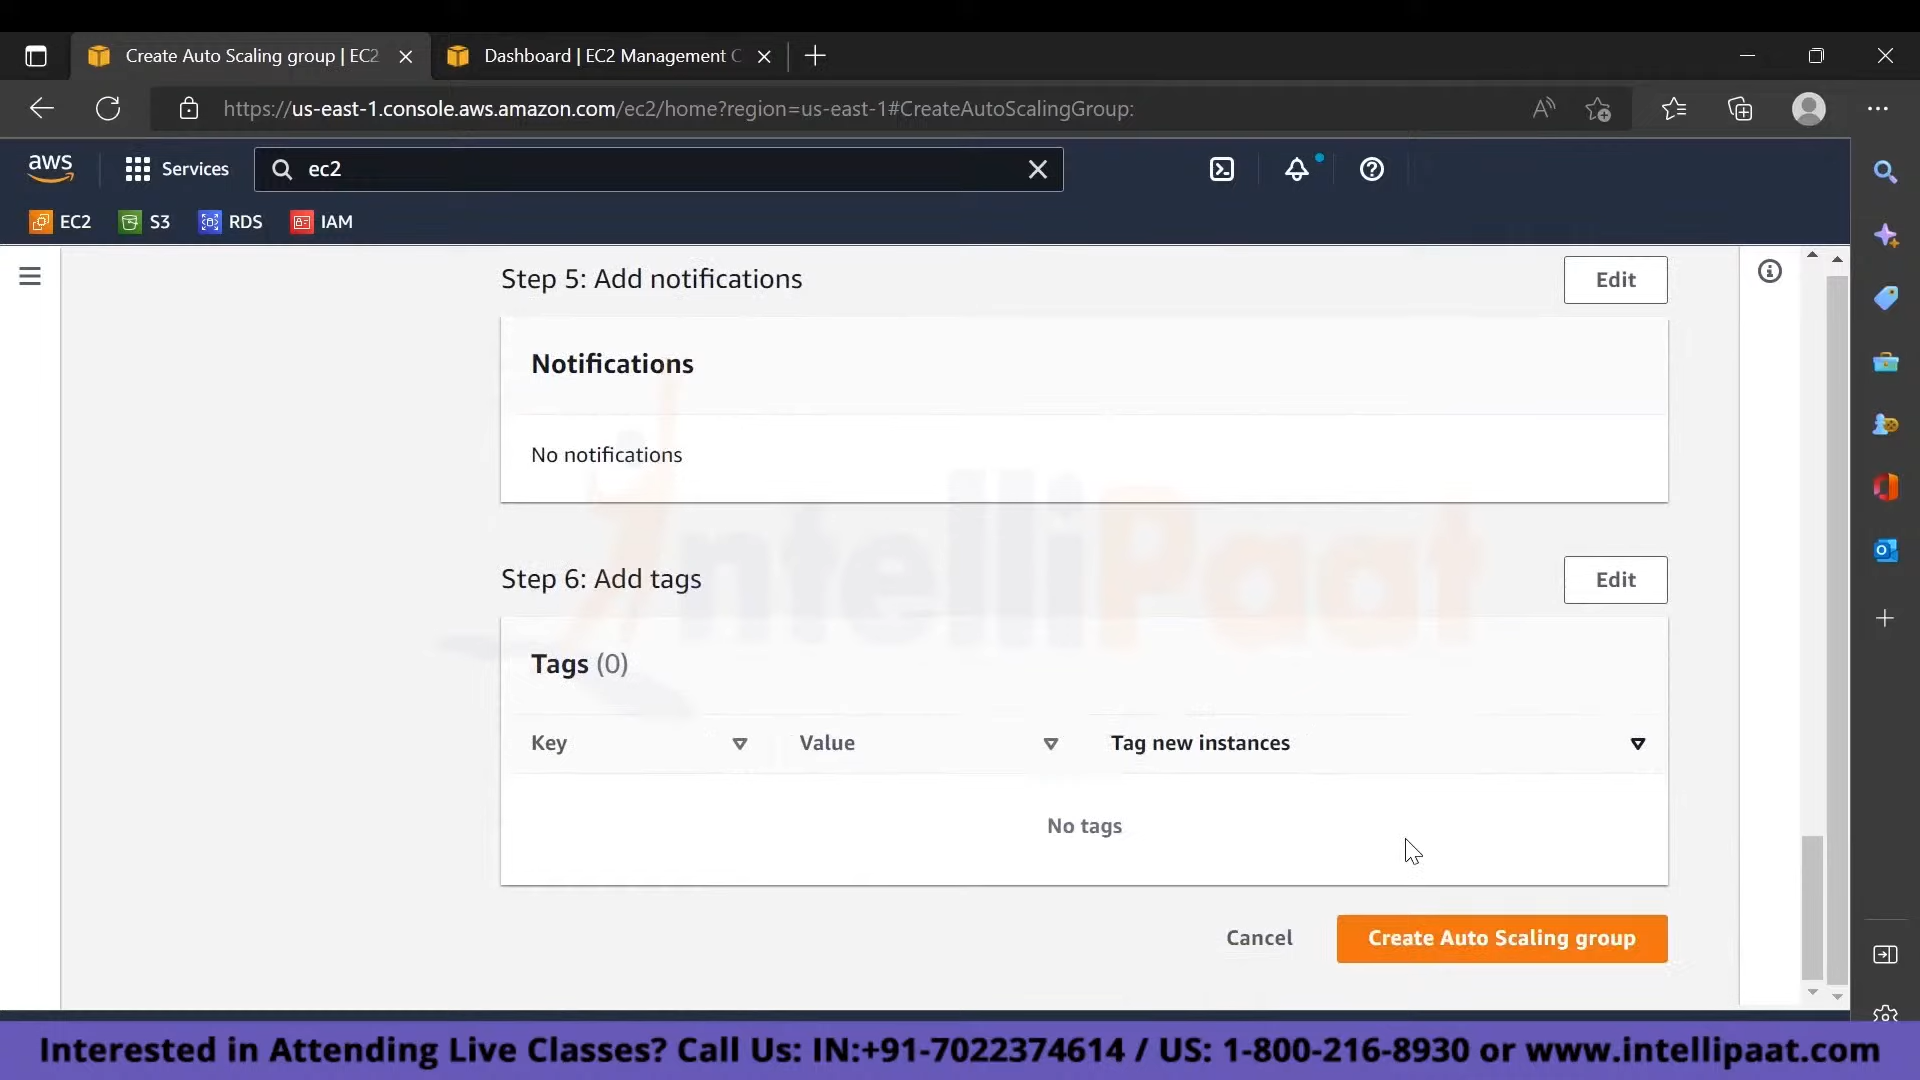 Create Auto Scaling group | EC2
Dashboard | EC2 Management C
https://us-east-1.console.aws.amazon.com/ec2/home?region=us-east-1#CreateAutoScalingGroup:
aws
Services
ec2
EC2
S3
RDS
IAM
Step 5: Add notifications
Edit
Notifications
No notifications
IntelliPaat
Step 6: Add tags
Edit
Tags (0)
Key
Value
Tag new instances
No tags
Cancel
Create Auto Scaling group
Interested in Attending Live Classes? Call Us: IN:+91-7022374614 / US: 1-800-216-8930 or www.intellipaat.com